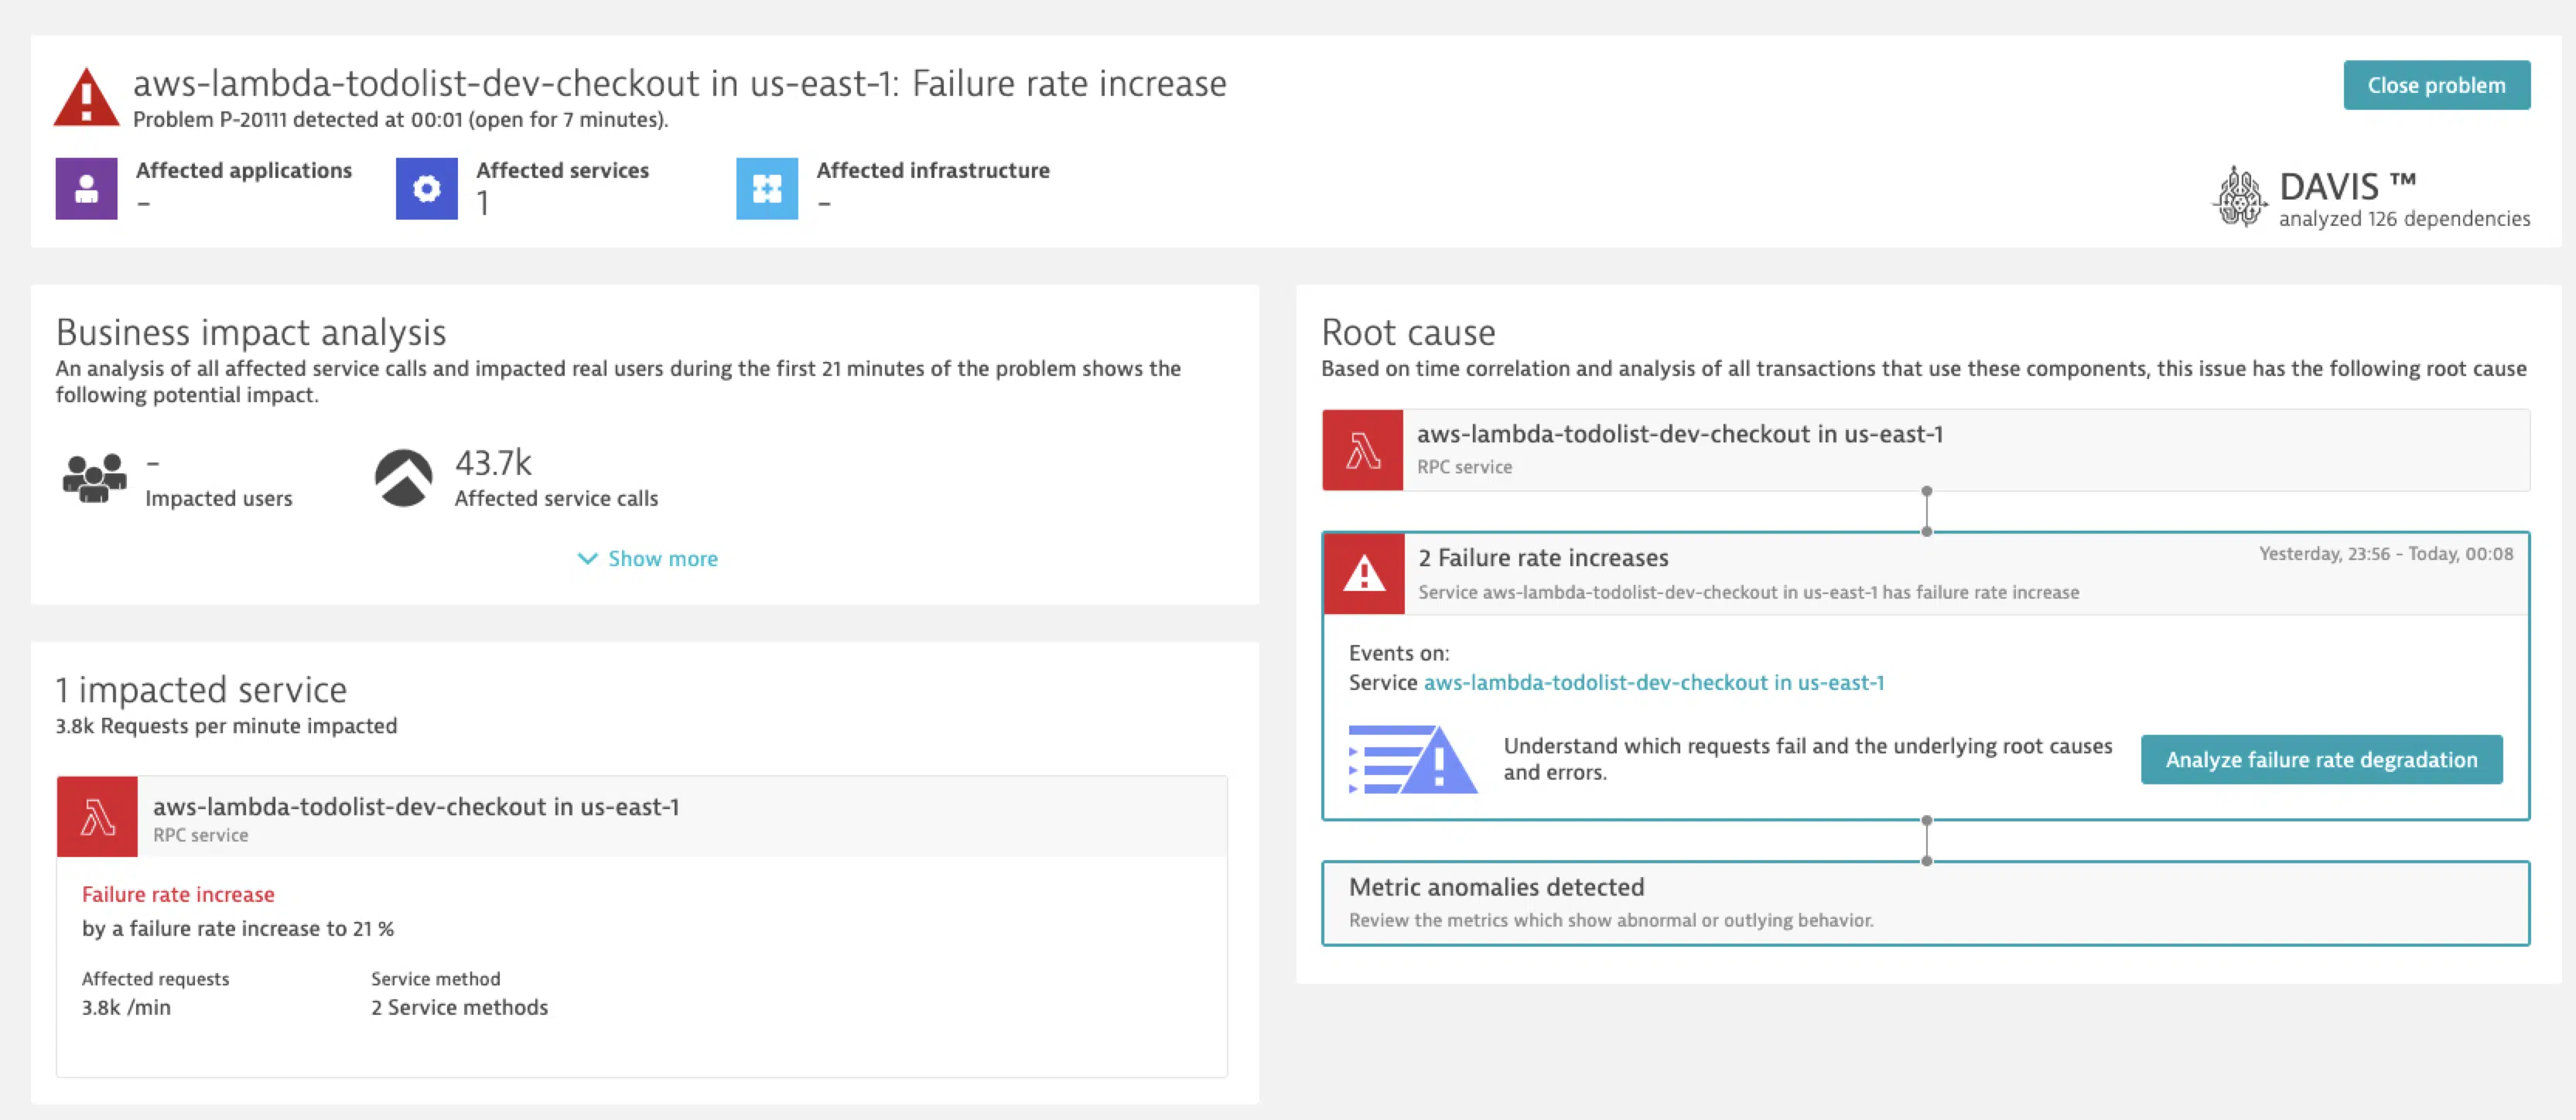 aws-lambda-todolist-dev-checkout in us-east-1: Failure rate increase
Problem P-20111 detected at 00:01 (open for 7 minutes).
Close problem
Affected applications
–
Affected services
1
Affected infrastructure
–
DAVIS ™
analyzed 126 dependencies
Business impact analysis
An analysis of all affected service calls and impacted real users during the first 21 minutes of the problem shows the
following potential impact.
-
Impacted users
43.7k
Affected service calls
Show more
1 impacted service
3.8k Requests per minute impacted
aws-lambda-todolist-dev-checkout in us-east-1
RPC service
Failure rate increase
by a failure rate increase to 21 %
Affected requests
3.8k /min
Service method
2 Service methods
Root cause
Based on time correlation and analysis of all transactions that use these components, this issue has the following root cause
aws-lambda-todolist-dev-checkout in us-east-1
RPC service
2 Failure rate increases
Yesterday, 23:56 - Today, 00:08
Service aws-lambda-todolist-dev-checkout in us-east-1 has failure rate increase
Events on:
Service aws-lambda-todolist-dev-checkout in us-east-1
Understand which requests fail and the underlying root causes
and errors.
Analyze failure rate degradation
Metric anomalies detected
Review the metrics which show abnormal or outlying behavior.